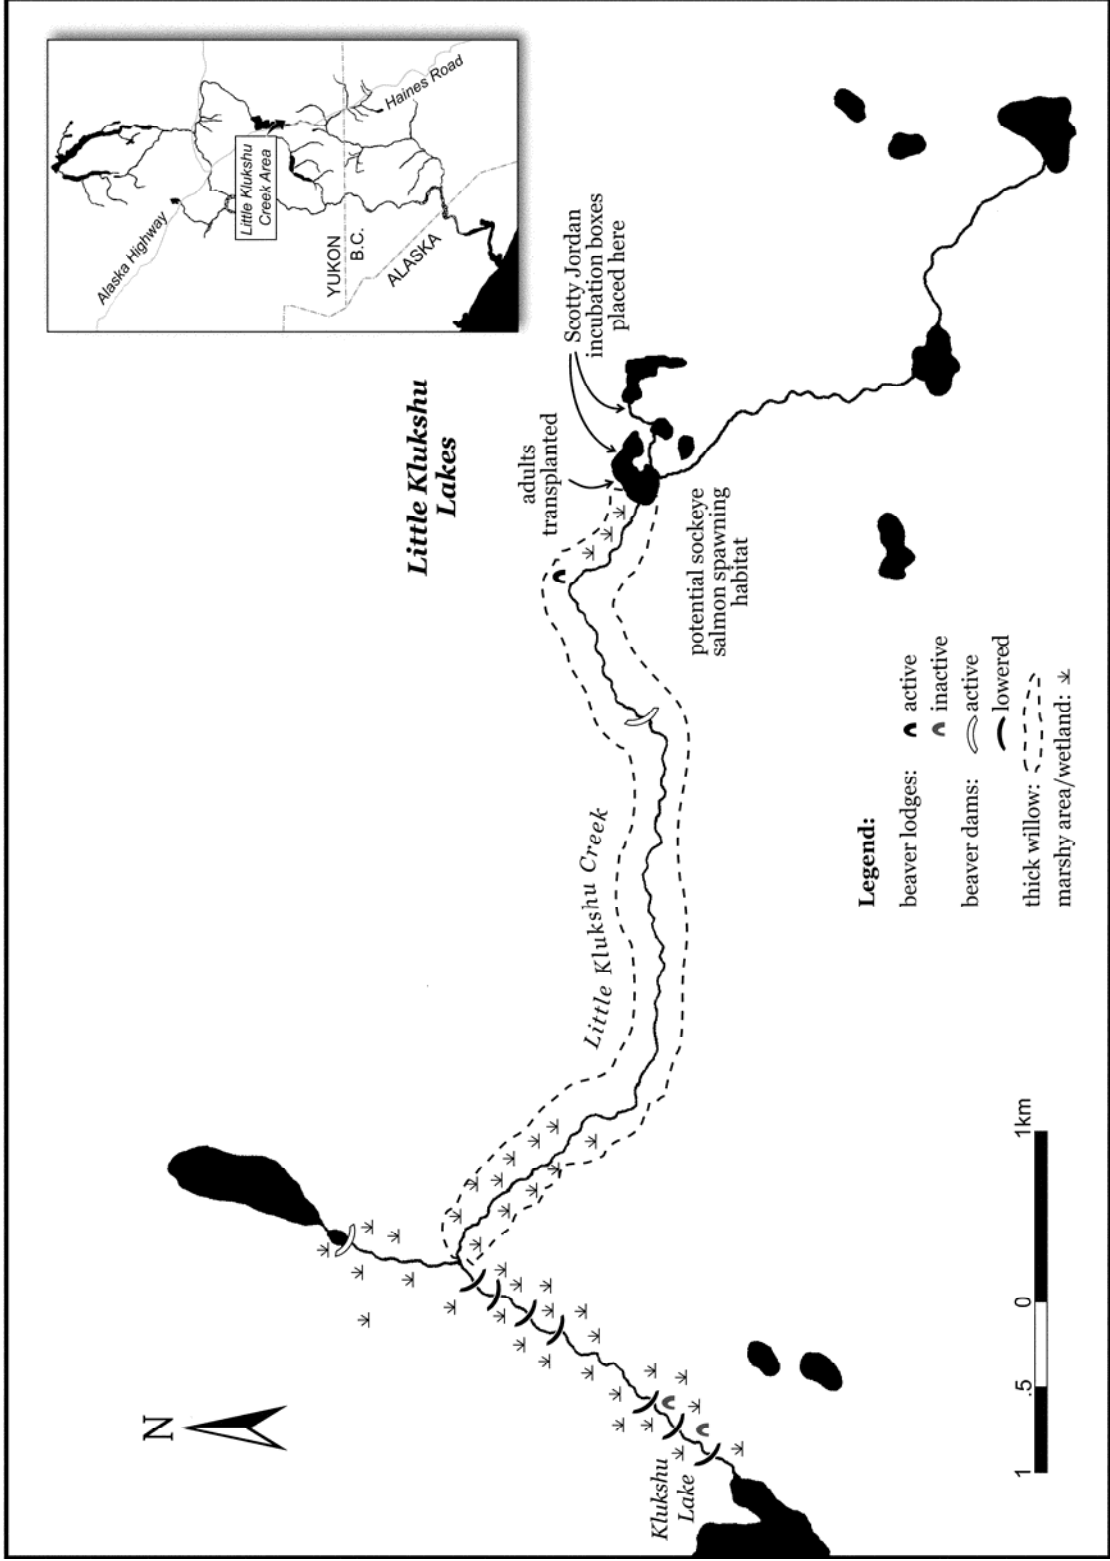 Alaska Highway
Haines Road
Little Klukshu
Creek Area
YUKON
B.C.
ALASKA
Little Klukshu
Lakes
Scotty Jordan
incubation boxes
placed here
adults
transplanted
potential sockeye
salmon spawning
habitat
Little Klukshu Creek
Klukshu
Lake
N
Legend:
beaver lodges: active
inactive
beaver dams: active
lowered
thick willow:
marshy area/wetland:
1 .5 0 1km